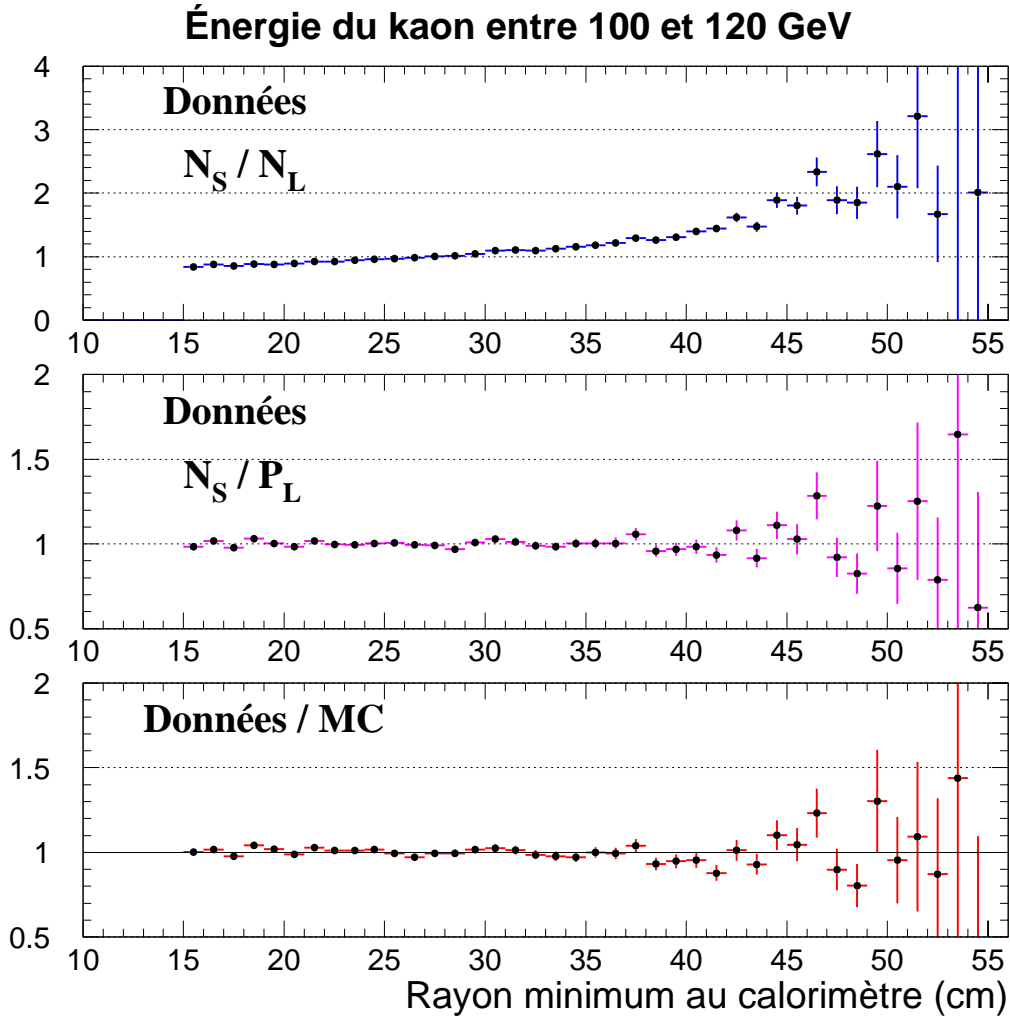 Énergie du kaon entre 100 et 120 GeV
4
3
2
1
0
Données
N_S / N_L
10 15 20 25 30 35 40 45 50 55
2
1.5
1
0.5
Données
N_S / P_L
10 15 20 25 30 35 40 45 50 55
2
1.5
1
0.5
Données / MC
10 15 20 25 30 35 40 45 50 55
Rayon minimum au calorimètre (cm)